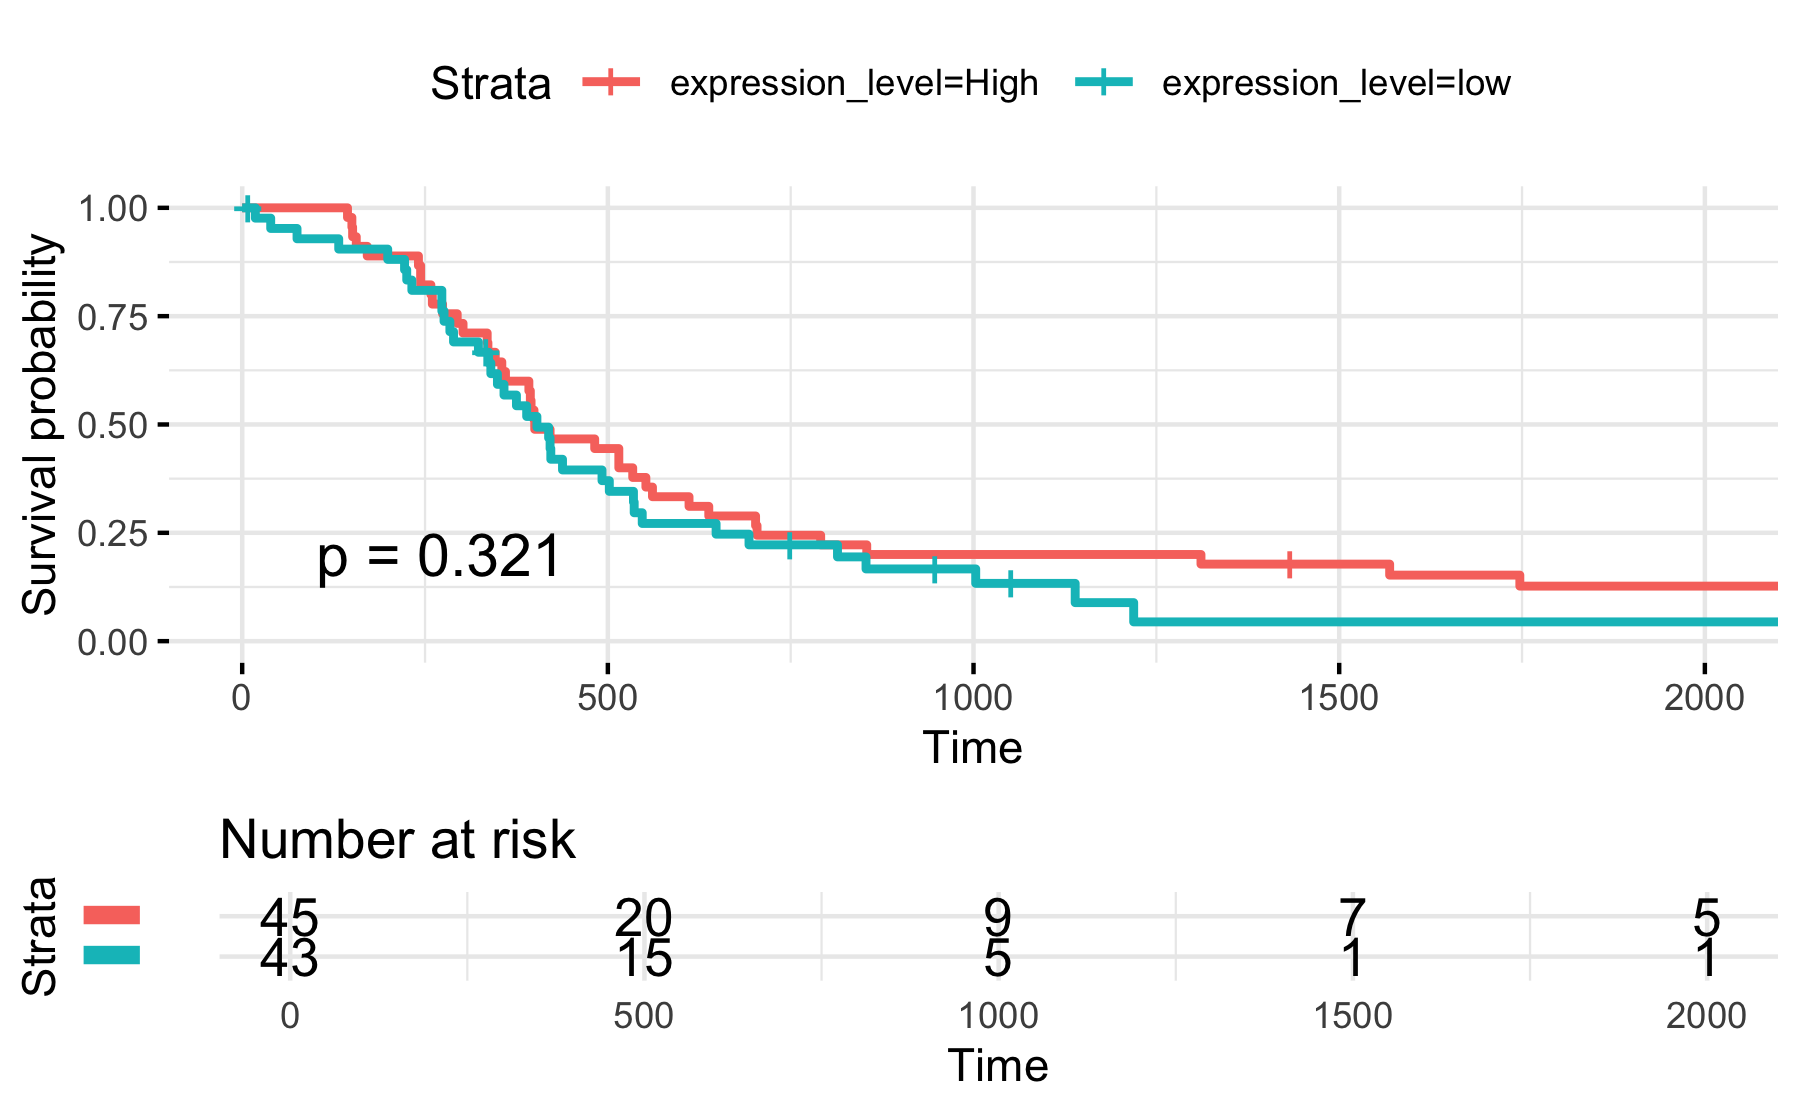 Strata expression_level=High expression_level=low
Survival probability
1.00
0.75
0.50
0.25
0.00
p = 0.321
0 500 1000 1500 2000
Time
Number at risk
Strata
45 20 9 7 5
43 15 5 1 1
0 500 1000 1500 2000
Time